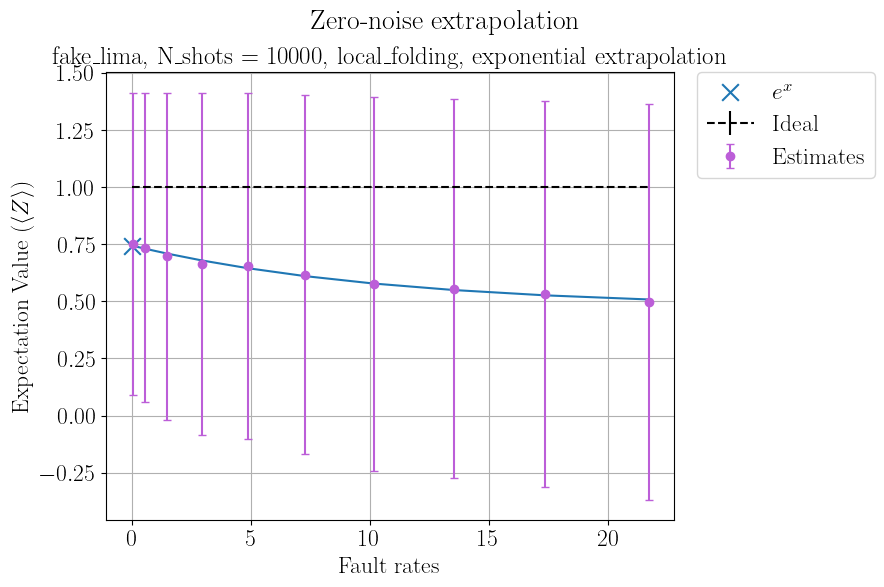 Zero-noise extrapolation
fake_lima, N_shots = 10000, local_folding, exponential extrapolation
1.50
1.25
1.00
0.75
0.50
0.25
0.00
−0.25
Expectation Value (⟨Z⟩)
0 5 10 15 20
Fault rates
e^x
Ideal
Estimates